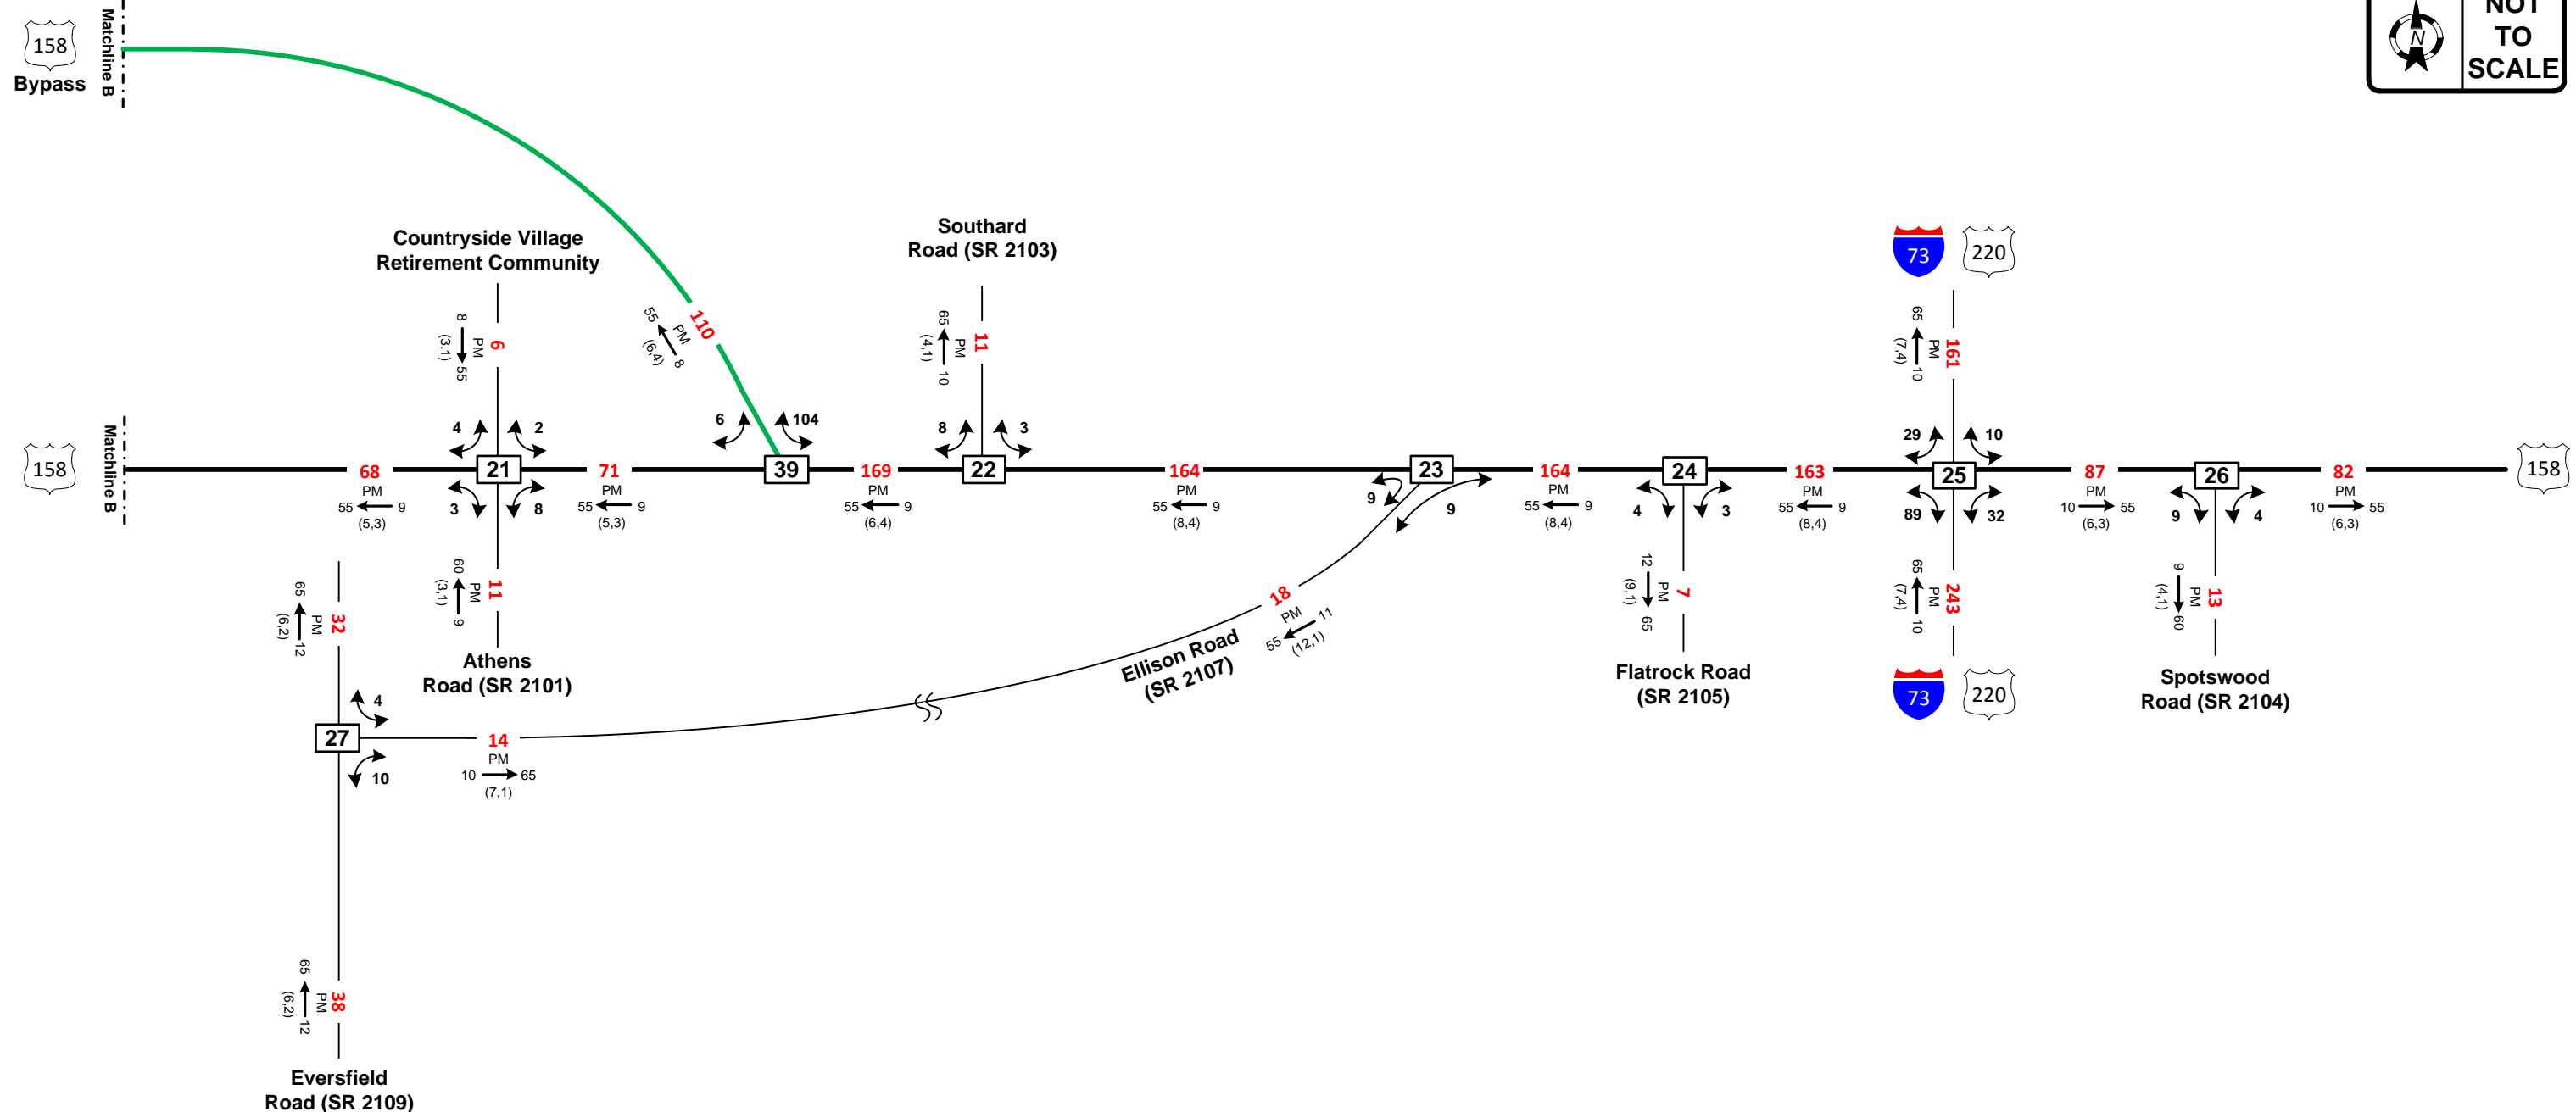 NOT
TO
SCALE
N
158
Bypass
Matchline B
Countryside Village
Retirement Community
Southard
Road (SR 2103)
73
220
8
PM
6
(3,1)
55
55
PM
110
(6,4)
8
65
PM
11
(4,1)
10
65
PM
161
(7,4)
10
4
2
6
104
8
3
29
10
158
Matchline B
68
PM
55
9
(5,3)
21
71
PM
55
9
(5,3)
39
169
PM
55
9
(6,4)
22
164
PM
55
9
(8,4)
23
164
PM
55
9
(8,4)
24
163
PM
55
9
(8,4)
25
87
PM
10
55
(6,3)
26
82
PM
10
55
(6,3)
158
3
8
9
9
4
3
89
32
9
4
65
PM
32
(6,2)
12
60
PM
11
(3,1)
9
18
PM
55
11
(12,1)
12
PM
7
(9,1)
65
65
PM
243
(7,4)
10
9
PM
13
(4,1)
60
Athens
Road (SR 2101)
Ellison Road
(SR 2107)
Flatrock Road
(SR 2105)
73
220
Spotswood
Road (SR 2104)
4
27
14
PM
10
65
(7,1)
10
65
PM
38
(6,2)
12
Eversfield
Road (SR 2109)